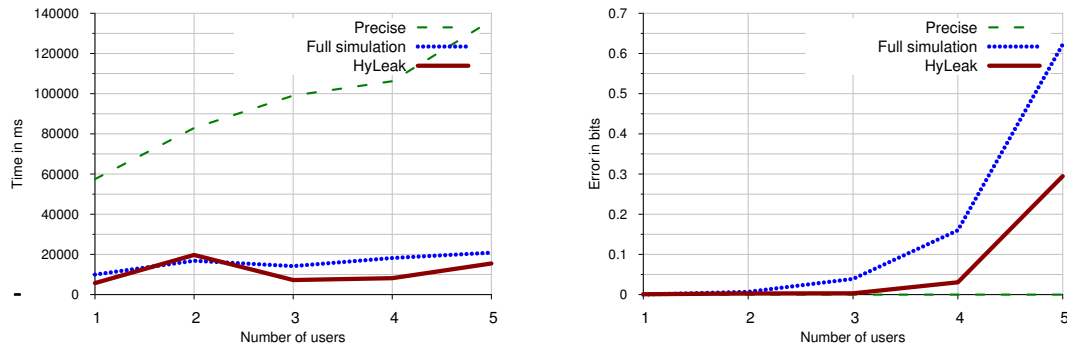 140000
120000
100000
80000
60000
40000
20000
0
Time in ms
1 2 3 4 5
Number of users
Precise
Full simulation
HyLeak
0.7
0.6
0.5
0.4
0.3
0.2
0.1
0
Error in bits
1 2 3 4 5
Number of users
Precise
Full simulation
HyLeak